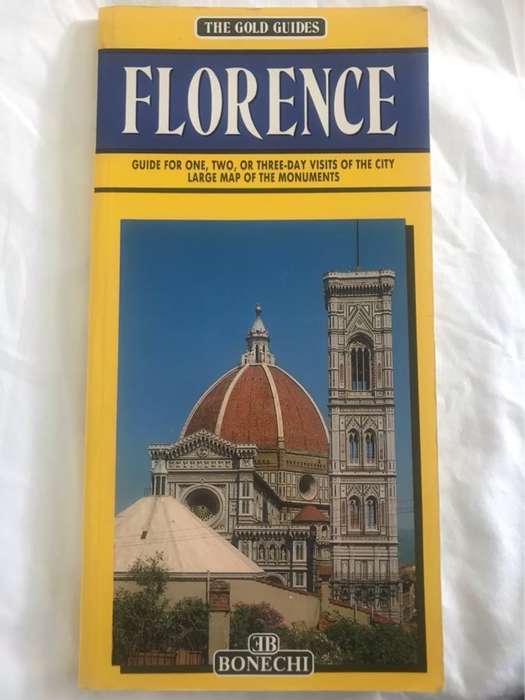 THE GOLD GUIDES
FLORENCE
GUIDE FOR ONE, TWO, OR THREE-DAY VISITS OF THE CITY
LARGE MAP OF THE MONUMENTS
EB
BONECHI